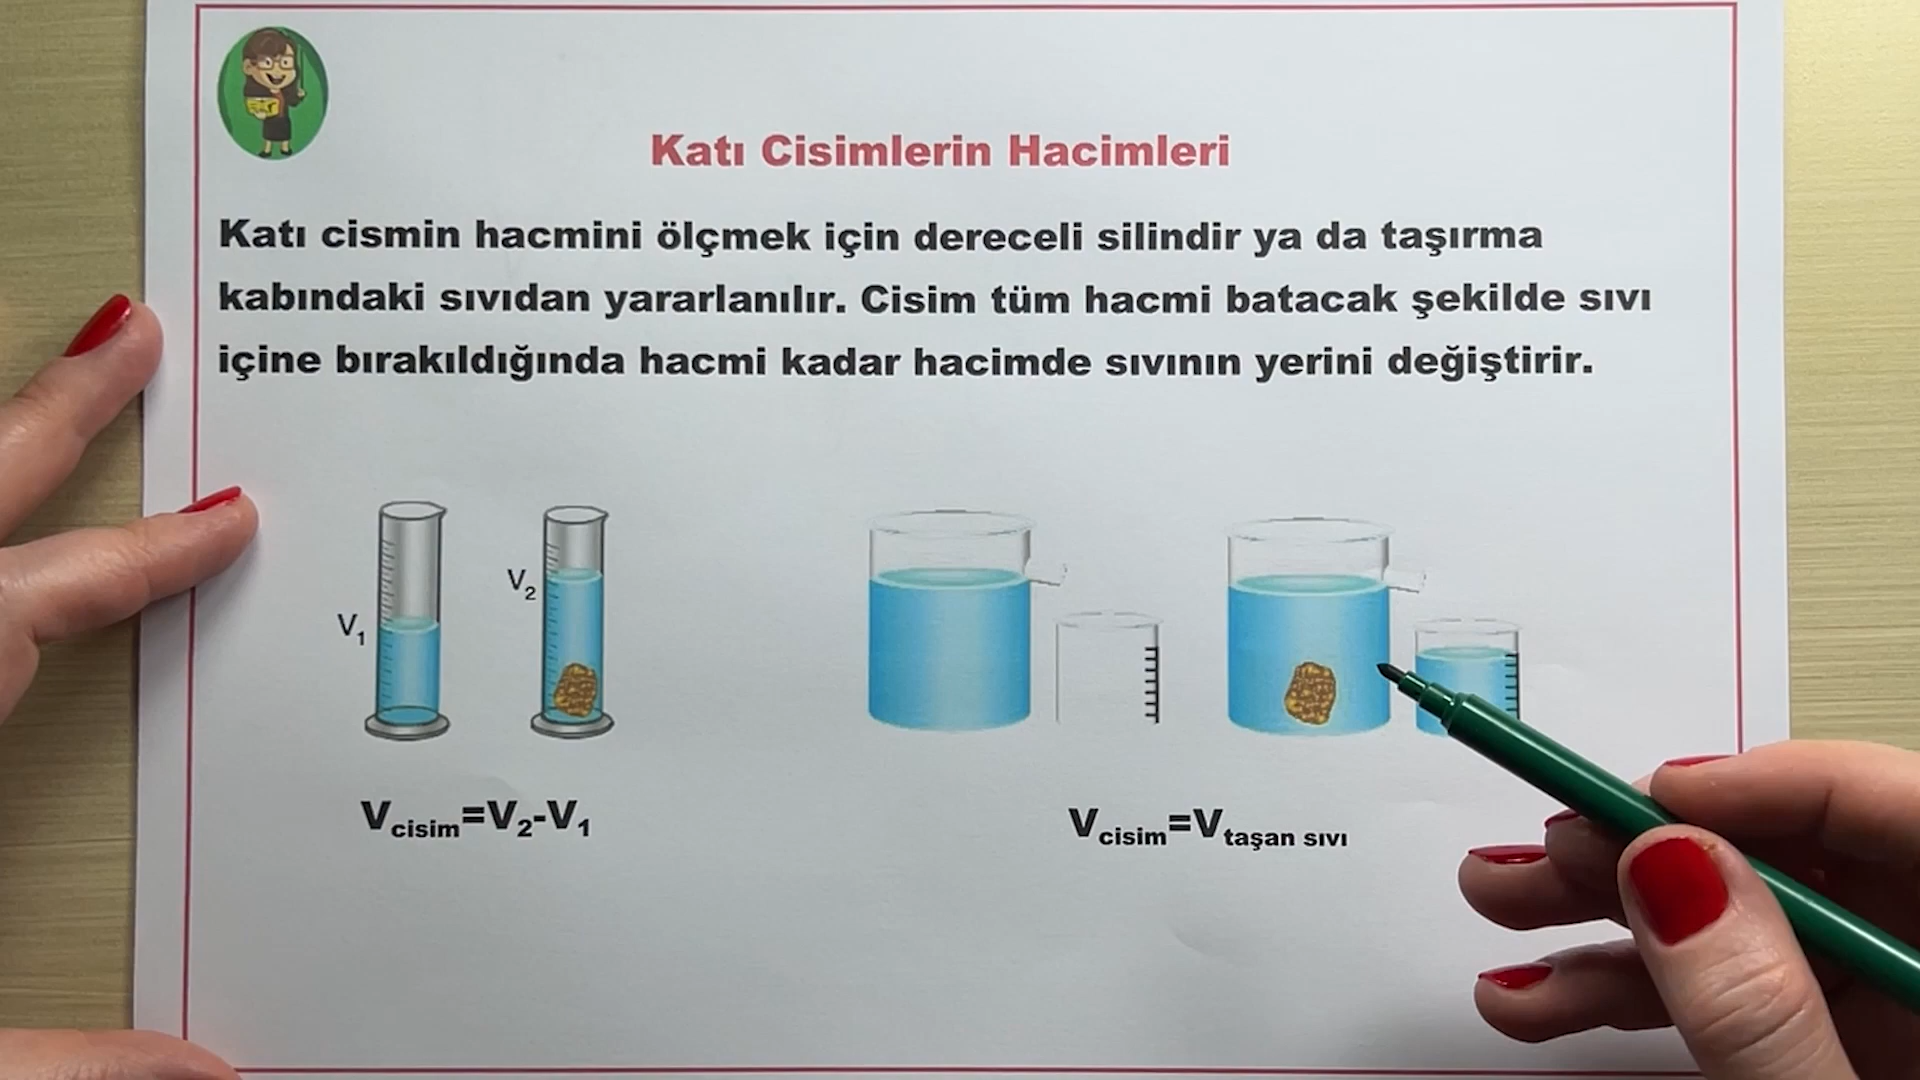 Katı Cisimlerin Hacimleri
Katı cismin hacmini ölçmek için dereceli silindir ya da taşırma
kabındaki sıvıdan yararlanılır. Cisim tüm hacmi batacak şekilde sıvı
içine bırakıldığında hacmi kadar hacimde sıvının yerini değiştirir.
V1
V2
Vcisim=V2-V1
Vcisim=Vtaşan sıvı